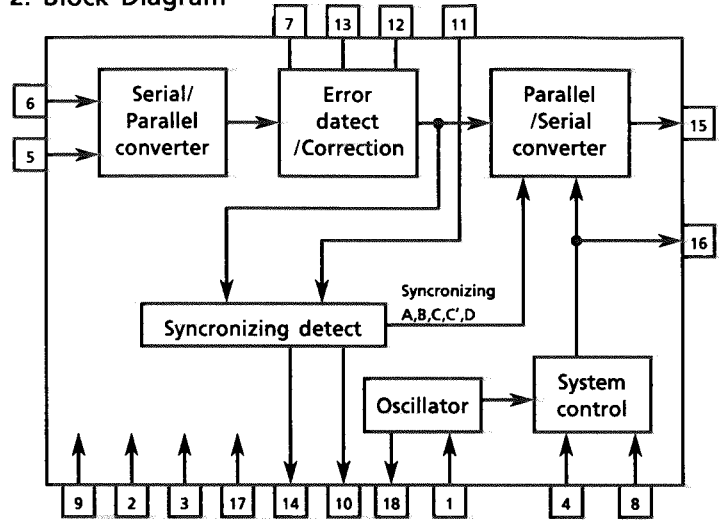 2. Block Diagram
7
13
12
11
6
5
Serial/
Parallel
converter
Error
datect
/Correction
Parallel
/Serial
converter
15
16
Syncronizing
A,B,C,C',D
Syncronizing detect
Oscillator
System
control
9
2
3
17
14
10
18
1
4
8